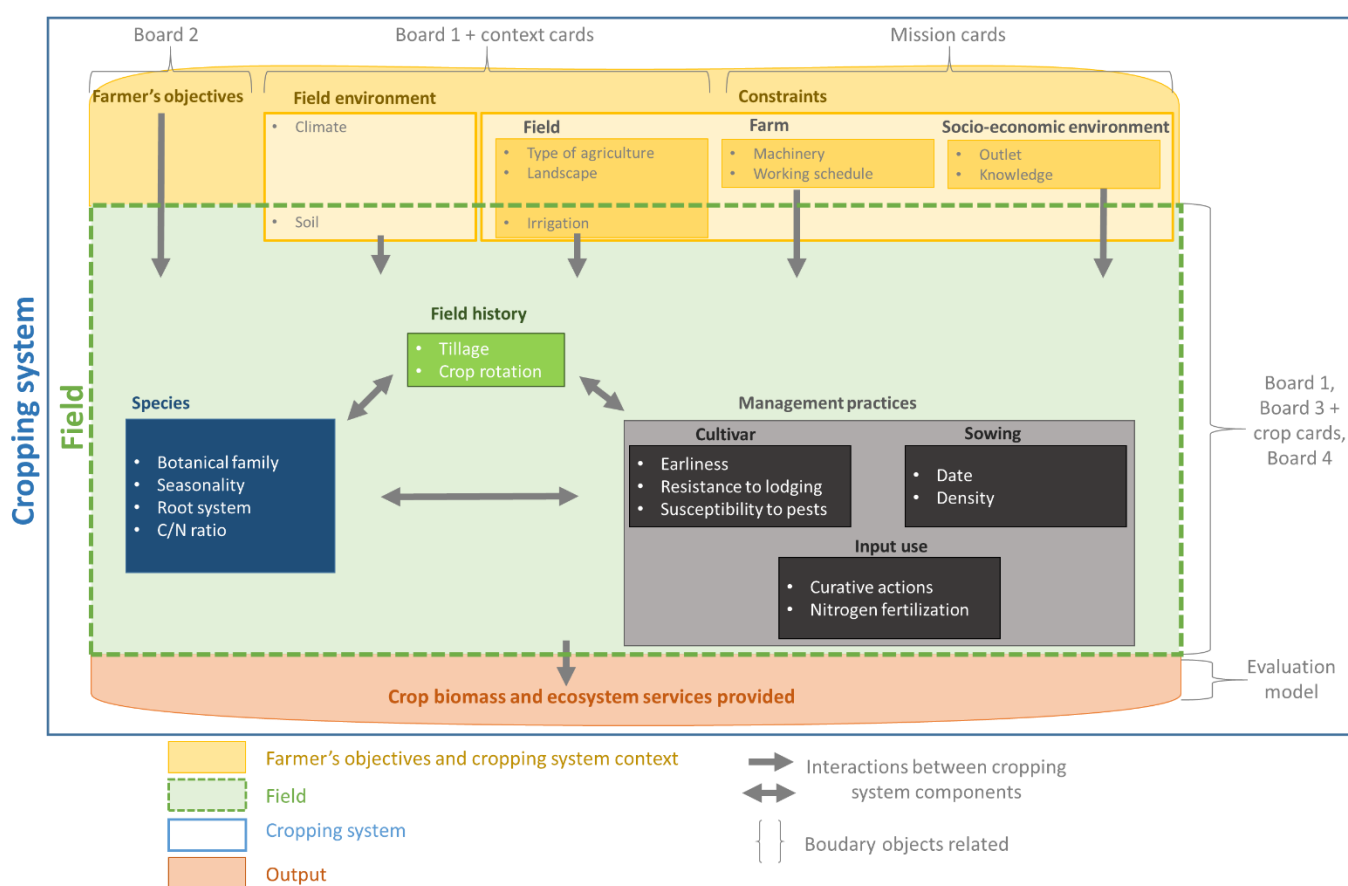 Board 2
Board 1 + context cards
Mission cards
Farmer's objectives
Field environment
Constraints
• Climate
• Soil
Field
• Type of agriculture
• Landscape
• Irrigation
Farm
• Machinery
• Working schedule
Socio-economic environment
• Outlet
• Knowledge
Cropping system
Field
Field history
• Tillage
• Crop rotation
Species
• Botanical family
• Seasonality
• Root system
• C/N ratio
Management practices
Cultivar
• Earliness
• Resistance to lodging
• Susceptibility to pests
Sowing
• Date
• Density
Input use
• Curative actions
• Nitrogen fertilization
Board 1,
Board 3 +
crop cards,
Board 4
Crop biomass and ecosystem services provided
Evaluation
model
Farmer's objectives and cropping system context
Field
Cropping system
Output
Interactions between cropping
system components
Boudary objects related